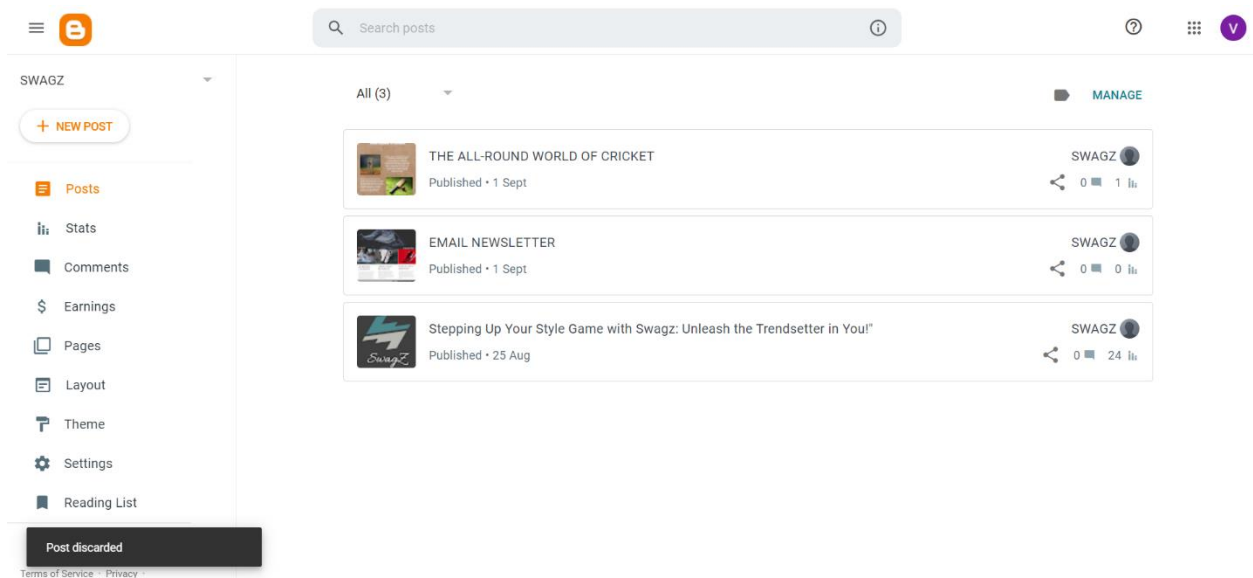 Search posts
V
SWAGZ
NEW POST
Posts
Stats
Comments
Earnings
Pages
Layout
Theme
Settings
Reading List
Post discarded
Terms of Service · Privacy ·
All (3)
MANAGE
THE ALL-ROUND WORLD OF CRICKET
SWAGZ
Published • 1 Sept
0 1
EMAIL NEWSLETTER
SWAGZ
Published • 1 Sept
0 0
SwagZ
Stepping Up Your Style Game with Swagz: Unleash the Trendsetter in You!"
SWAGZ
Published • 25 Aug
0 24